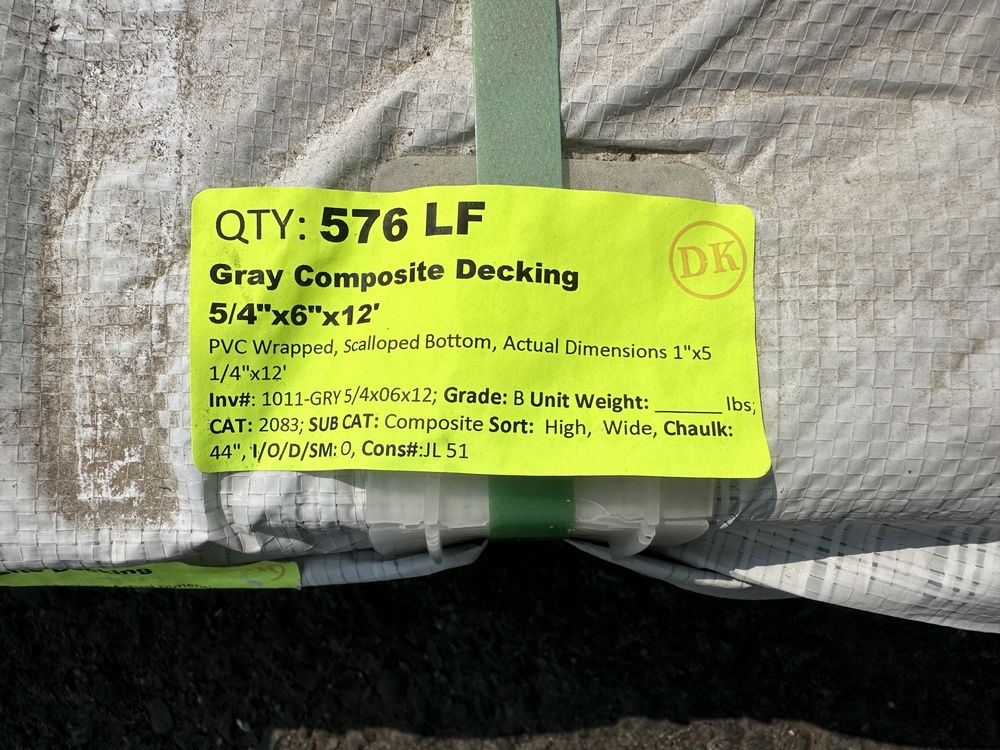 QTY: 576 LF
DK
Gray Composite Decking
5/4"x6"x12'
PVC Wrapped, Scalloped Bottom, Actual Dimensions 1"x5
1/4"x12'
Inv#: 1011-GRY 5/4x06x12; Grade: B Unit Weight: ______ lbs;
CAT: 2083; SUB CAT: Composite Sort: High, Wide, Chaulk:
44", I/O/D/SM: O, Cons#:JL 51